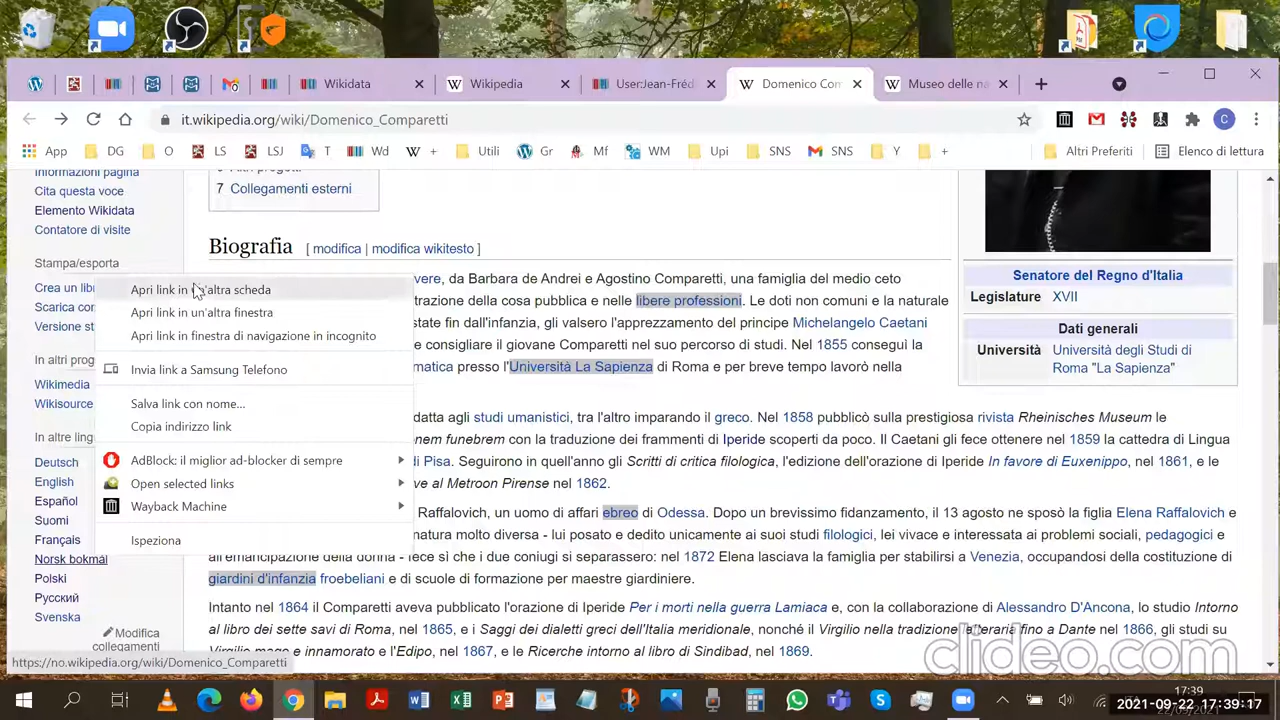 Wikidata
Wikipedia
User:Jean-Fréd
Domenico Com
Museo delle na
it.wikipedia.org/wiki/Domenico_Comparetti
C
App
DG
O
LS
LSJ
T
Wd
+
Utili
Gr
Mf
WM
Upi
SNS
SNS
Y
+
Altri Preferiti
Elenco di lettura
Informazioni pagina
Cita questa voce
Elemento Wikidata
Contatore di visite
Stampa/esporta
Crea un lib
Scarica co
Versione st
In altri prog
Wikimedia
Wikisource
In altre ling
Deutsch
English
Español
Suomi
Français
Norsk bokmål
Polski
Русский
Svenska
Modifica
collegamenti
Apri link in un'altra scheda
Apri link in un'altra finestra
Apri link in finestra di navigazione in incognito
Invia link a Samsung Telefono
Salva link con nome...
Copia indirizzo link
AdBlock: il miglior ad-blocker di sempre
Open selected links
Wayback Machine
Ispeziona
7 Collegamenti esterni
Biografia [ modifica | modifica wikitesto ]
vere, da Barbara de Andrei e Agostino Comparetti, una famiglia del medio ceto
trazione della cosa pubblica e nelle libere professioni. Le doti non comuni e la naturale
state fin dall'infanzia, gli valsero l'apprezzamento del principe Michelangelo Caetani
e consigliare il giovane Comparetti nel suo percorso di studi. Nel 1855 conseguì la
matica presso l'Università La Sapienza di Roma e per breve tempo lavorò nella
datta agli studi umanistici, tra l'altro imparando il greco. Nel 1858 pubblicò sulla prestigiosa rivista Rheinisches Museum le
nem funebrem con la traduzione dei frammenti di Iperide scoperti da poco. Il Caetani gli fece ottenere nel 1859 la cattedra di Lingua
di Pisa. Seguirono in quell'anno gli Scritti di critica filologica, l'edizione dell'orazione di Iperide In favore di Euxenippo, nel 1861, e le
ve al Metroon Pirense nel 1862.
Raffalovich, un uomo di affari ebreo di Odessa. Dopo un brevissimo fidanzamento, il 13 agosto ne sposò la figlia Elena Raffalovich e
natura molto diversa - lui posato e dedito unicamente ai suoi studi filologici, lei vivace e interessata ai problemi sociali, pedagogici e
all'emancipazione della donna - fece sì che i due coniugi si separassero: nel 1872 Elena lasciava la famiglia per stabilirsi a Venezia, occupandosi della costituzione di
giardini d'infanzia froebeliani e di scuole di formazione per maestre giardiniere.
Intanto nel 1864 il Comparetti aveva pubblicato l'orazione di Iperide Per i morti nella guerra Lamiaca e, con la collaborazione di Alessandro D'Ancona, lo studio Intorno
al libro dei sette savi di Roma, nel 1865, e i Saggi dei dialetti greci dell'Italia meridionale, nonché il Virgilio nella tradizione letteraria fino a Dante nel 1866, gli studi su
Virgilio mago e innamorato e l'Edipo, nel 1867, e le Ricerche intorno al libro di Sindibad, nel 1869.
Senatore del Regno d'Italia
Legislature XVII
Dati generali
Università Università degli Studi di
Roma "La Sapienza"
https://no.wikipedia.org/wiki/Domenico_Comparetti
clideo.com
17:39
2021-09-22 17:39:17